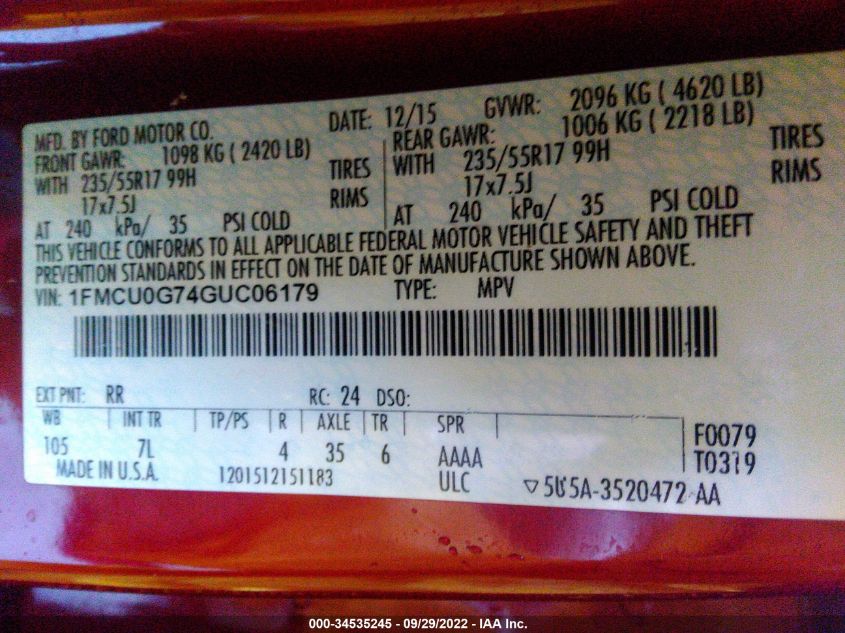 MFD. BY FORD MOTOR CO.
DATE: 12/15 GVWR: 2096 KG ( 4620 LB)
FRONT GAWR: 1098 KG ( 2420 LB)
REAR GAWR: 1006 KG ( 2218 LB)
WITH 235/55R17 99H TIRES
WITH 235/55R17 99H TIRES
17x7.5J RIMS
17x7.5J RIMS
AT 240 kPa/ 35 PSI COLD
AT 240 kPa/ 35 PSI COLD
THIS VEHICLE CONFORMS TO ALL APPLICABLE FEDERAL MOTOR VEHICLE SAFETY AND THEFT
PREVENTION STANDARDS IN EFFECT ON THE DATE OF MANUFACTURE SHOWN ABOVE.
VIN: 1FMCU0G74GUC06179 TYPE: MPV
EXT PNT: RR RC: 24 DSO:
WB INT TR TP/PS R AXLE TR SPR
105 7L 4 35 6 AAAA
F0079
T0319
MADE IN U.S.A. 1201512151183 ULC
AA
000-34535245 - 09/29/2022 - IAA Inc.